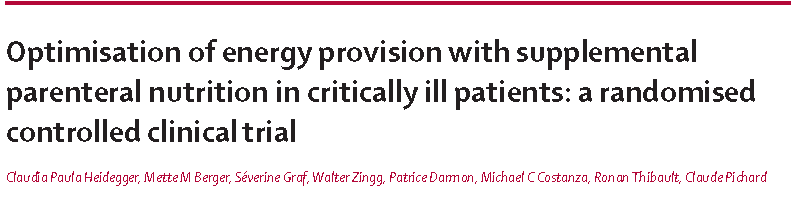 Optimisation of energy provision with supplemental
parenteral nutrition in critically ill patients: a randomised
controlled clinical trial
Claudia Paula Heidegger, Mette M Berger, Séverine Graf, Walter Zingg, Patrice Darmon, Michael C Costanza, Ronan Thibault, Claude Pichard